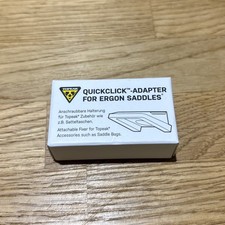 QUICKCLICK™-ADAPTER
FOR ERGON SADDLES*
Anschraubbare Halterung
für Topeak* Zubehör wie
z.B. Satteltaschen.
Attachable Fixer for Topeak*
Accessories such as Saddle Bags.